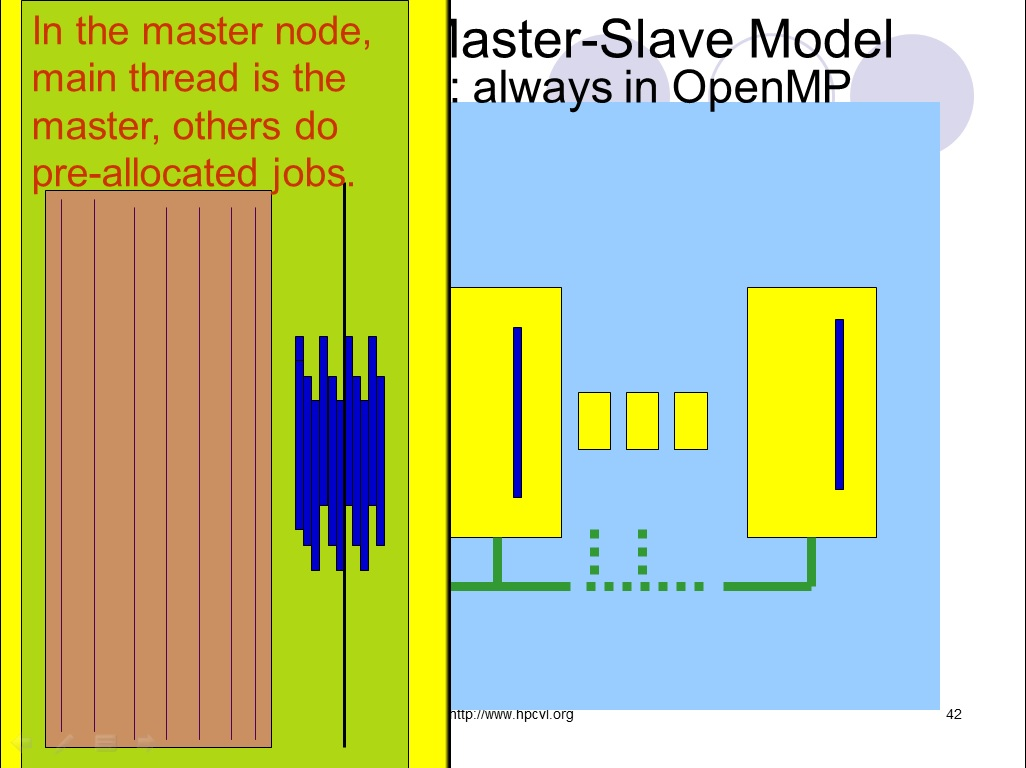 In the master node,
main thread is the
master, others do
pre-allocated jobs.
Master-Slave Model
: always in OpenMP
http://www.hpcvl.org
42